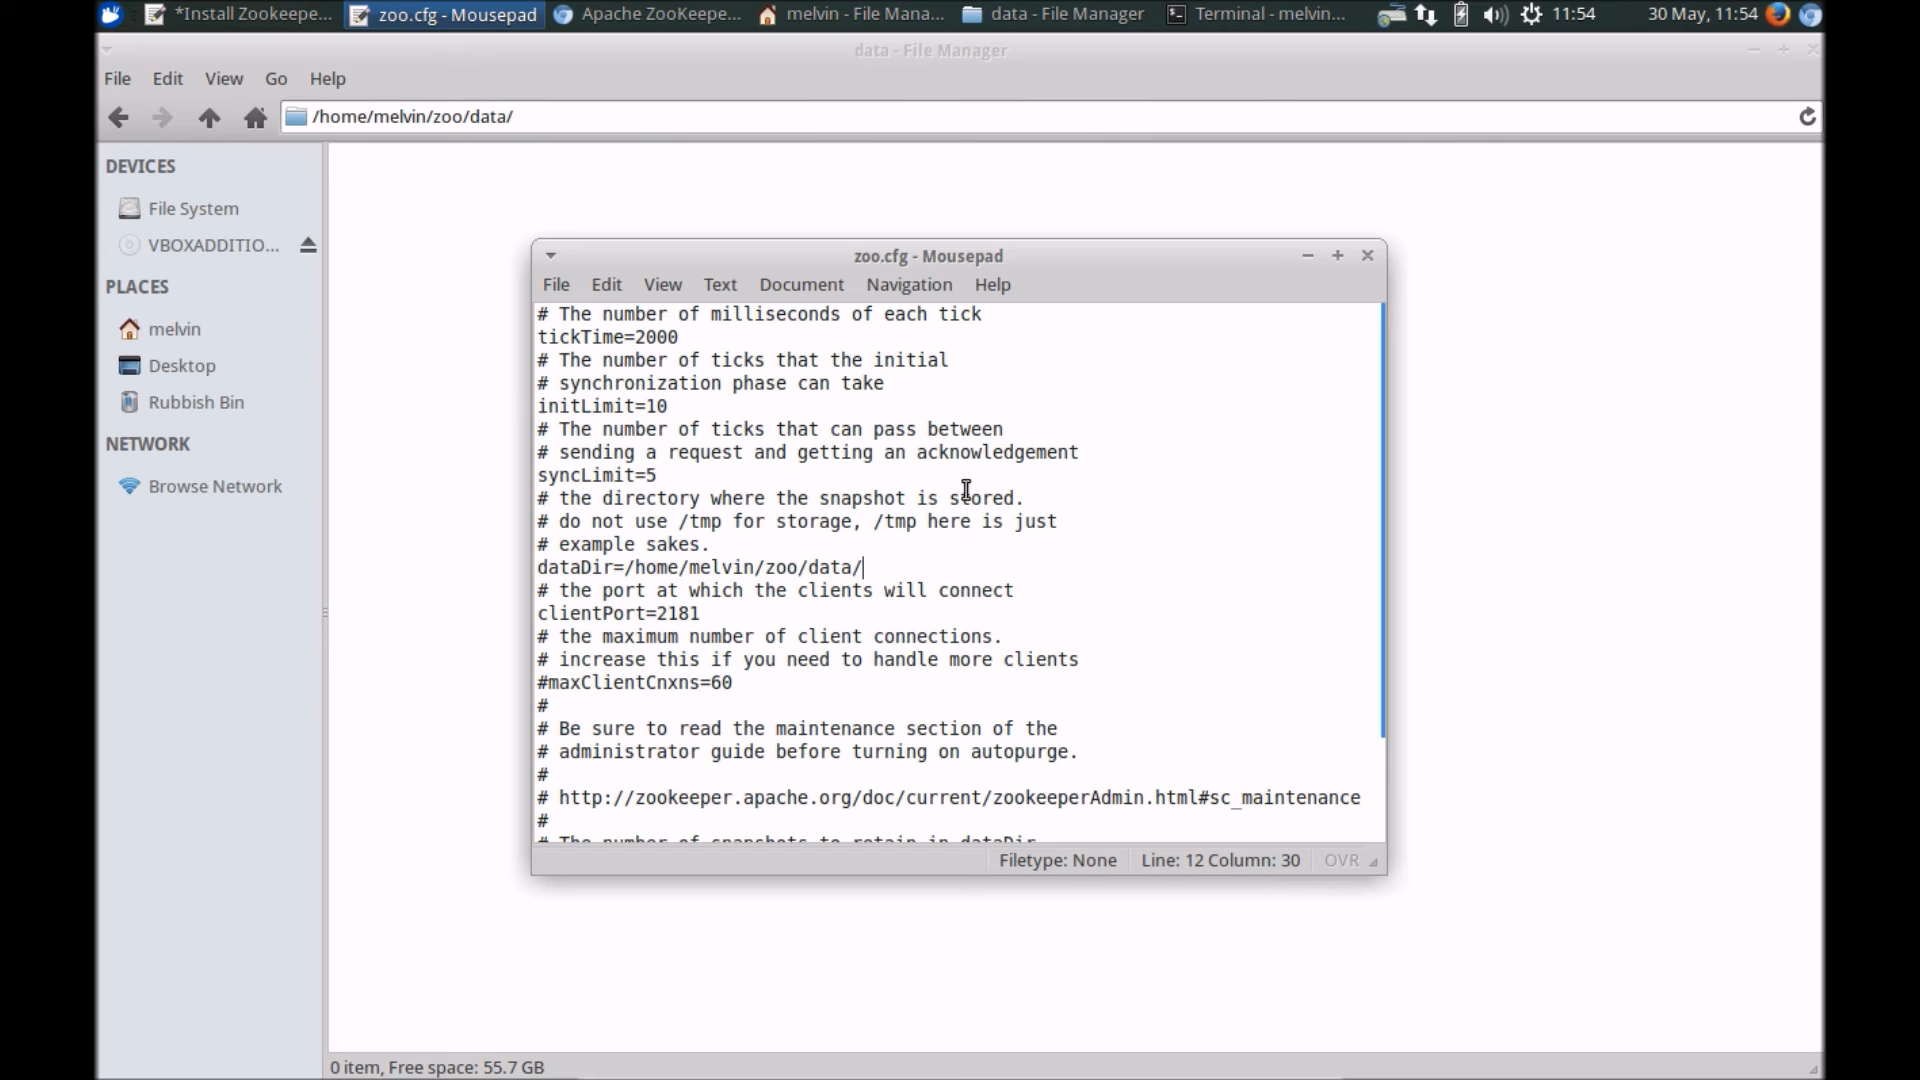 *Install Zookeepe...
zoo.cfg - Mousepad
Apache ZooKeepe...
melvin - File Mana...
data - File Manager
Terminal - melvin...
11:54
30 May, 11:54
data - File Manager
File Edit View Go Help
/home/melvin/zoo/data/
DEVICES
File System
VBOXADDITIO...
PLACES
melvin
Desktop
Rubbish Bin
NETWORK
Browse Network
zoo.cfg - Mousepad
File Edit View Text Document Navigation Help
# The number of milliseconds of each tick
tickTime=2000
# The number of ticks that the initial
# synchronization phase can take
initLimit=10
# The number of ticks that can pass between
# sending a request and getting an acknowledgement
syncLimit=5
# the directory where the snapshot is stored.
# do not use /tmp for storage, /tmp here is just
# example sakes.
dataDir=/home/melvin/zoo/data/
# the port at which the clients will connect
clientPort=2181
# the maximum number of client connections.
# increase this if you need to handle more clients
#maxClientCnxns=60
#
# Be sure to read the maintenance section of the
# administrator guide before turning on autopurge.
#
# http://zookeeper.apache.org/doc/current/zookeeperAdmin.html#sc_maintenance
#
# The number of snapshots to retain in dataDir
Filetype: None
Line: 12 Column: 30
OVR
0 item, Free space: 55.7 GB